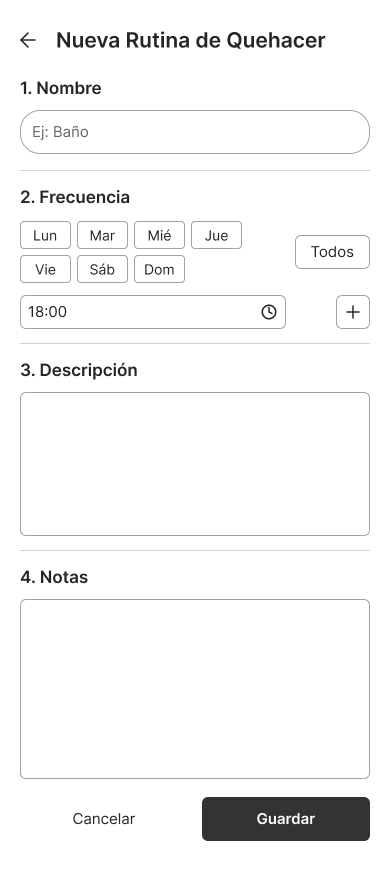 Nueva Rutina de Quehacer
1. Nombre
Ej: Baño
2. Frecuencia
Lun Mar Mié Jue
Todos
Vie Sáb Dom
18:00
3. Descripción
4. Notas
Cancelar Guardar